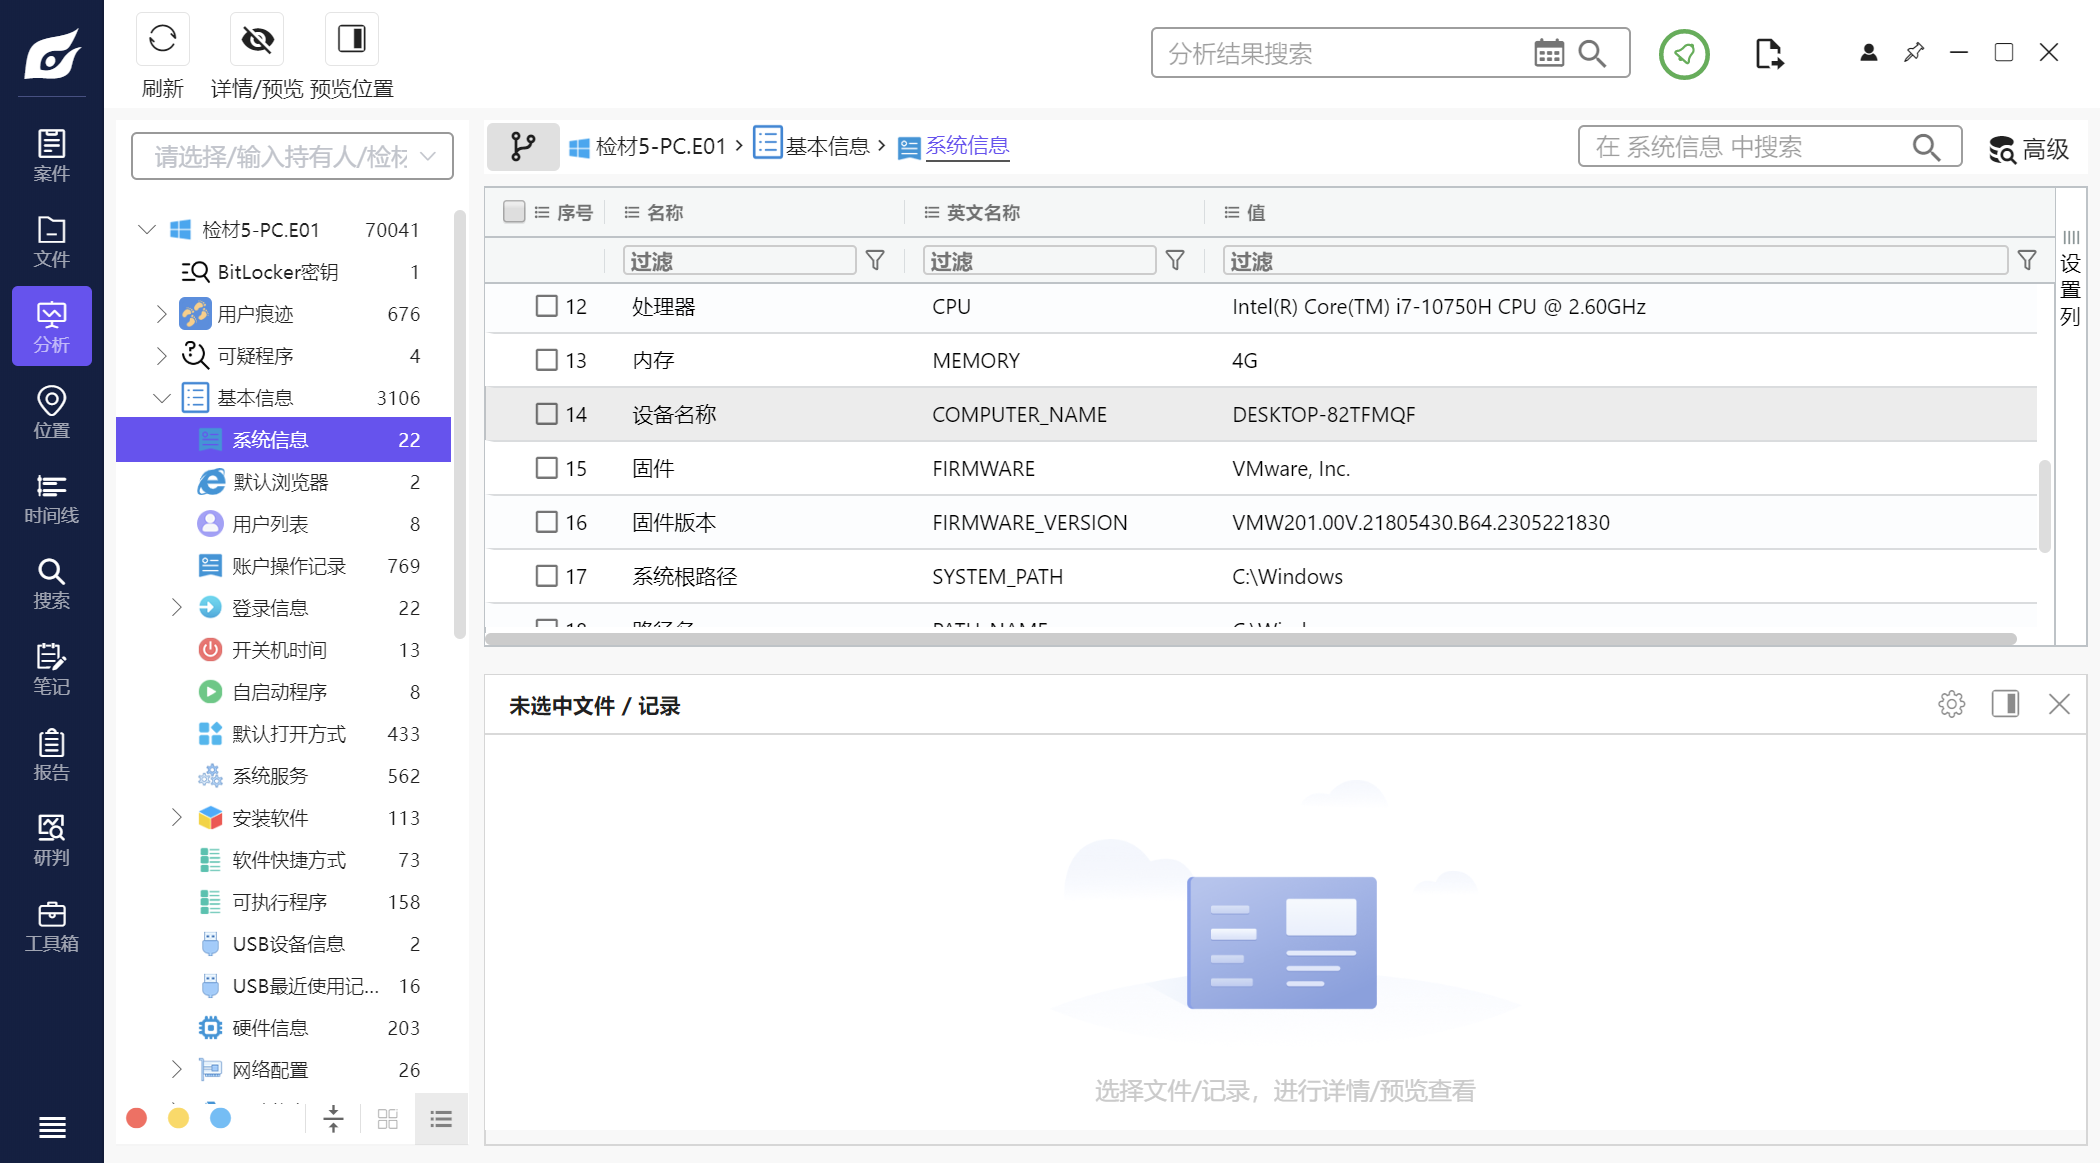 刷新
详情/预览
预览位置
分析结果搜索
案件
文件
分析
位置
时间线
搜索
笔记
报告
研判
工具箱
请选择/输入持有人/检材
检材5-PC.E01 70041
BitLocker密钥 1
用户痕迹 676
可疑程序 4
基本信息 3106
系统信息 22
默认浏览器 2
用户列表 8
账户操作记录 769
登录信息 22
开关机时间 13
自启动程序 8
默认打开方式 433
系统服务 562
安装软件 113
软件快捷方式 73
可执行程序 158
USB设备信息 2
USB最近使用记... 16
硬件信息 203
网络配置 26
检材5-PC.E01 > 基本信息 > 系统信息
在 系统信息 中搜索
高级
序号 名称 英文名称 值
过滤 过滤 过滤
12 处理器 CPU Intel(R) Core(TM) i7-10750H CPU @ 2.60GHz
13 内存 MEMORY 4G
14 设备名称 COMPUTER_NAME DESKTOP-82TFMQF
15 固件 FIRMWARE VMware, Inc.
16 固件版本 FIRMWARE_VERSION VMW201.00V.21805430.B64.2305221830
17 系统根路径 SYSTEM_PATH C:\Windows
18 路径名 PATH_NAME C:\Windows
设置列
未选中文件 / 记录
选择文件/记录，进行详情/预览查看